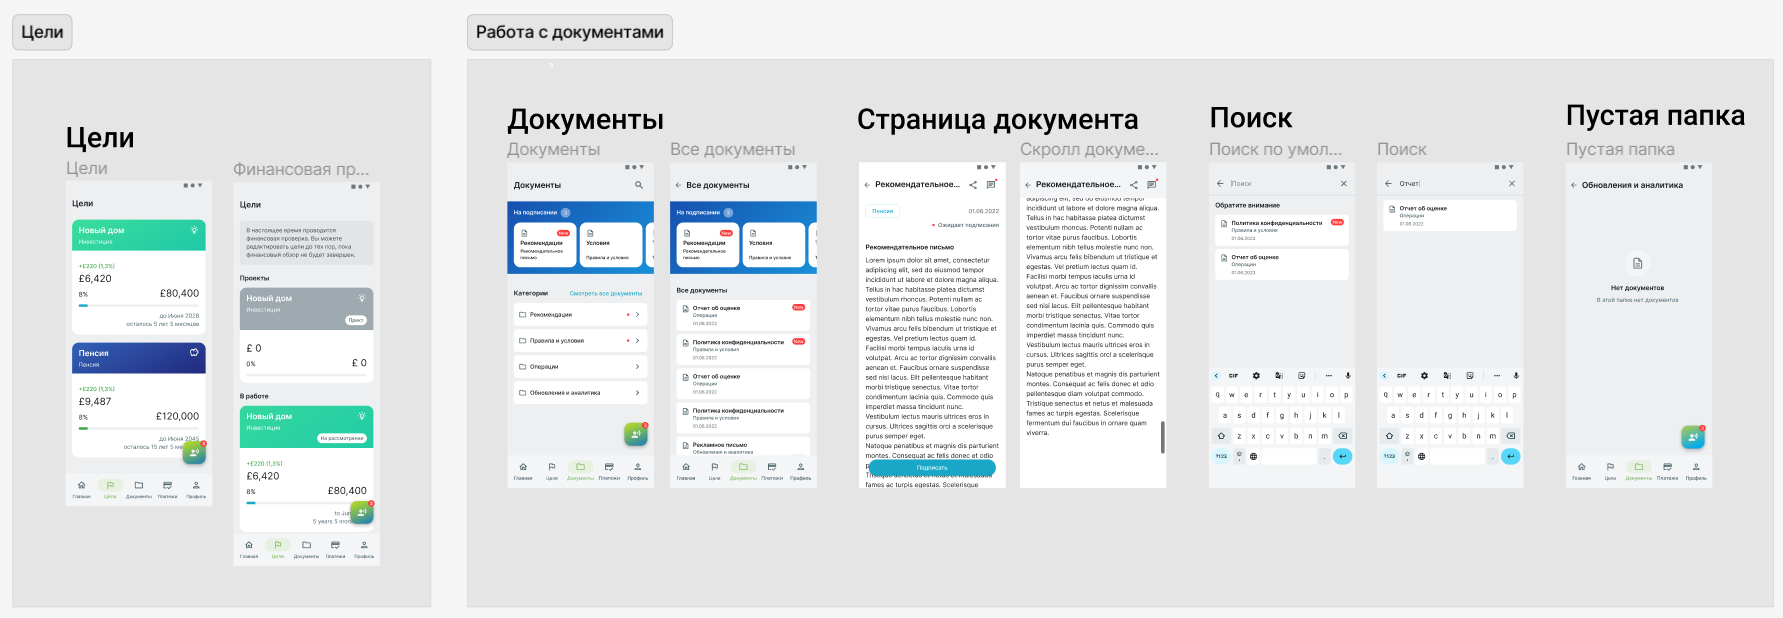 Цели
Работа с документами
Цели
Цели
Цели
Новый дом
Инвестиция
+£220 (1,3%)
£6,420
8%
£80,400
до Июня 2028
осталось 5 лет 5 месяцев
Пенсия
Пенсия
+£220 (1,3%)
£9,487
8%
£120,000
до Июня 2045
осталось 15 лет 5
Главная
Цели
Документы
Платежи
Профиль
Финансовая пр...
Цели
В настоящее время проводится
финансовая проверка. Вы можете
редактировать цели до тех пор, пока
финансовый обзор не будет завершен.
Проекты
Новый дом
Инвестиция
Проект
£ 0
0%
£ 0
В работе
Новый дом
Инвестиция
На рассмотрении
+£220 (1,3%)
£6,420
8%
£80,400
to
5 years 5
Главная
Цели
Документы
Платежи
Профиль
Документы
Документы
Документы
На подписании 3
New
Рекомендации
Рекомендательное
письмо
Условия
Правила и условия
Категории
Смотреть все документы
Рекомендации
Правила и условия
Операции
Обновления и аналитика
Главная
Цели
Документы
Платежи
Профиль
Все документы
Все документы
На подписании 3
New
Рекомендации
Рекомендательное
письмо
Условия
Правила и условия
Все документы
Отчет об оценке
New
Операции
01.06.2022
Политика конфиденциальности
New
Правила и условия
01.06.2022
Отчет об оценке
Операции
01.06.2022
Политика конфиденциальности
Правила и условия
01.06.2022
Рекламное письмо
Обновления и аналитика
Главная
Цели
Документы
Платежи
Профиль
Страница документа
Рекомендательное...
Пенсия
01.06.2022
Ожидает подписания
Рекомендательное письмо
Lorem ipsum dolor sit amet, consectetur
adipiscing elit, sed do eiusmod tempor
incididunt ut labore et dolore magna aliqua.
Tellus in hac habitasse platea dictumst
vestibulum rhoncus. Potenti nullam ac
tortor vitae purus faucibus. Lobortis
elementum nibh tellus molestie nunc non.
Vivamus arcu felis bibendum ut tristique et
egestas. Vel pretium lectus quam id.
Facilisi morbi tempus iaculis urna id
volutpat. Arcu ac tortor dignissim convallis
aenean et. Faucibus ornare suspendisse
sed nisi lacus. Elit pellentesque habitant
morbi tristique senectus. Vitae tortor
condimentum lacinia quis. Commodo quis
imperdiet massa tincidunt nunc.
Vestibulum lectus mauris ultrices eros in
cursus. Ultrices sagittis orci a scelerisque
purus semper eget.
Natoque penatibus et magnis dis parturient
montes. Consequat ac felis donec et odio
Подписать
fames ac turpis egestas. Scelerisque
Скролл докуме...
Рекомендательное...
adipiscing elit, sed do eiusmod tempor
incididunt ut labore et dolore magna aliqua.
Tellus in hac habitasse platea dictumst
vestibulum rhoncus. Potenti nullam ac
tortor vitae purus faucibus. Lobortis
elementum nibh tellus molestie nunc non.
Vivamus arcu felis bibendum ut tristique et
egestas. Vel pretium lectus quam id.
Facilisi morbi tempus iaculis urna id
volutpat. Arcu ac tortor dignissim convallis
aenean et. Faucibus ornare suspendisse
sed nisi lacus. Elit pellentesque habitant
morbi tristique senectus. Vitae tortor
condimentum lacinia quis. Commodo quis
imperdiet massa tincidunt nunc.
Vestibulum lectus mauris ultrices eros in
cursus. Ultrices sagittis orci a scelerisque
purus semper eget.
Natoque penatibus et magnis dis parturient
montes. Consequat ac felis donec et odio
pellentesque diam volutpat commodo.
Tristique senectus et netus et malesuada
fames ac turpis egestas. Scelerisque
fermentum dui faucibus in ornare quam
viverra.
Поиск
Поиск по умол...
Поиск
Обратите внимание
Политика конфиденциальности
New
Правила и условия
01.06.2022
Отчет об оценке
Операции
01.06.2022
GIF
q w e r t y u i o p
a s d f g h j k l
z x c v b n m
?123
Поиск
Отчет
Отчет об оценке
Операции
01.06.2022
GIF
q w e r t y u i o p
a s d f g h j k l
z x c v b n m
?123
Пустая папка
Пустая папка
Обновления и аналитика
Нет документов
В этой папке нет документов
Главная
Цели
Документы
Платежи
Профиль